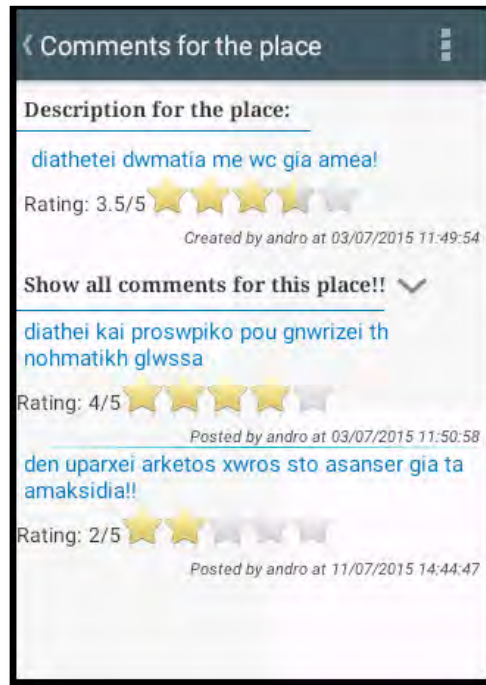 Comments for the place
Description for the place:
diathetei dwmatia me wc gia amea!
Rating: 3.5/5
Created by andro at 03/07/2015 11:49:54
Show all comments for this place!!
diathei kai proswpiko pou gnwrizei th
nohmatikh glwssa
Rating: 4/5
Posted by andro at 03/07/2015 11:50:58
den uparxei arketos xwros sto asanser gia ta
amaksidia!!
Rating: 2/5
Posted by andro at 11/07/2015 14:44:47